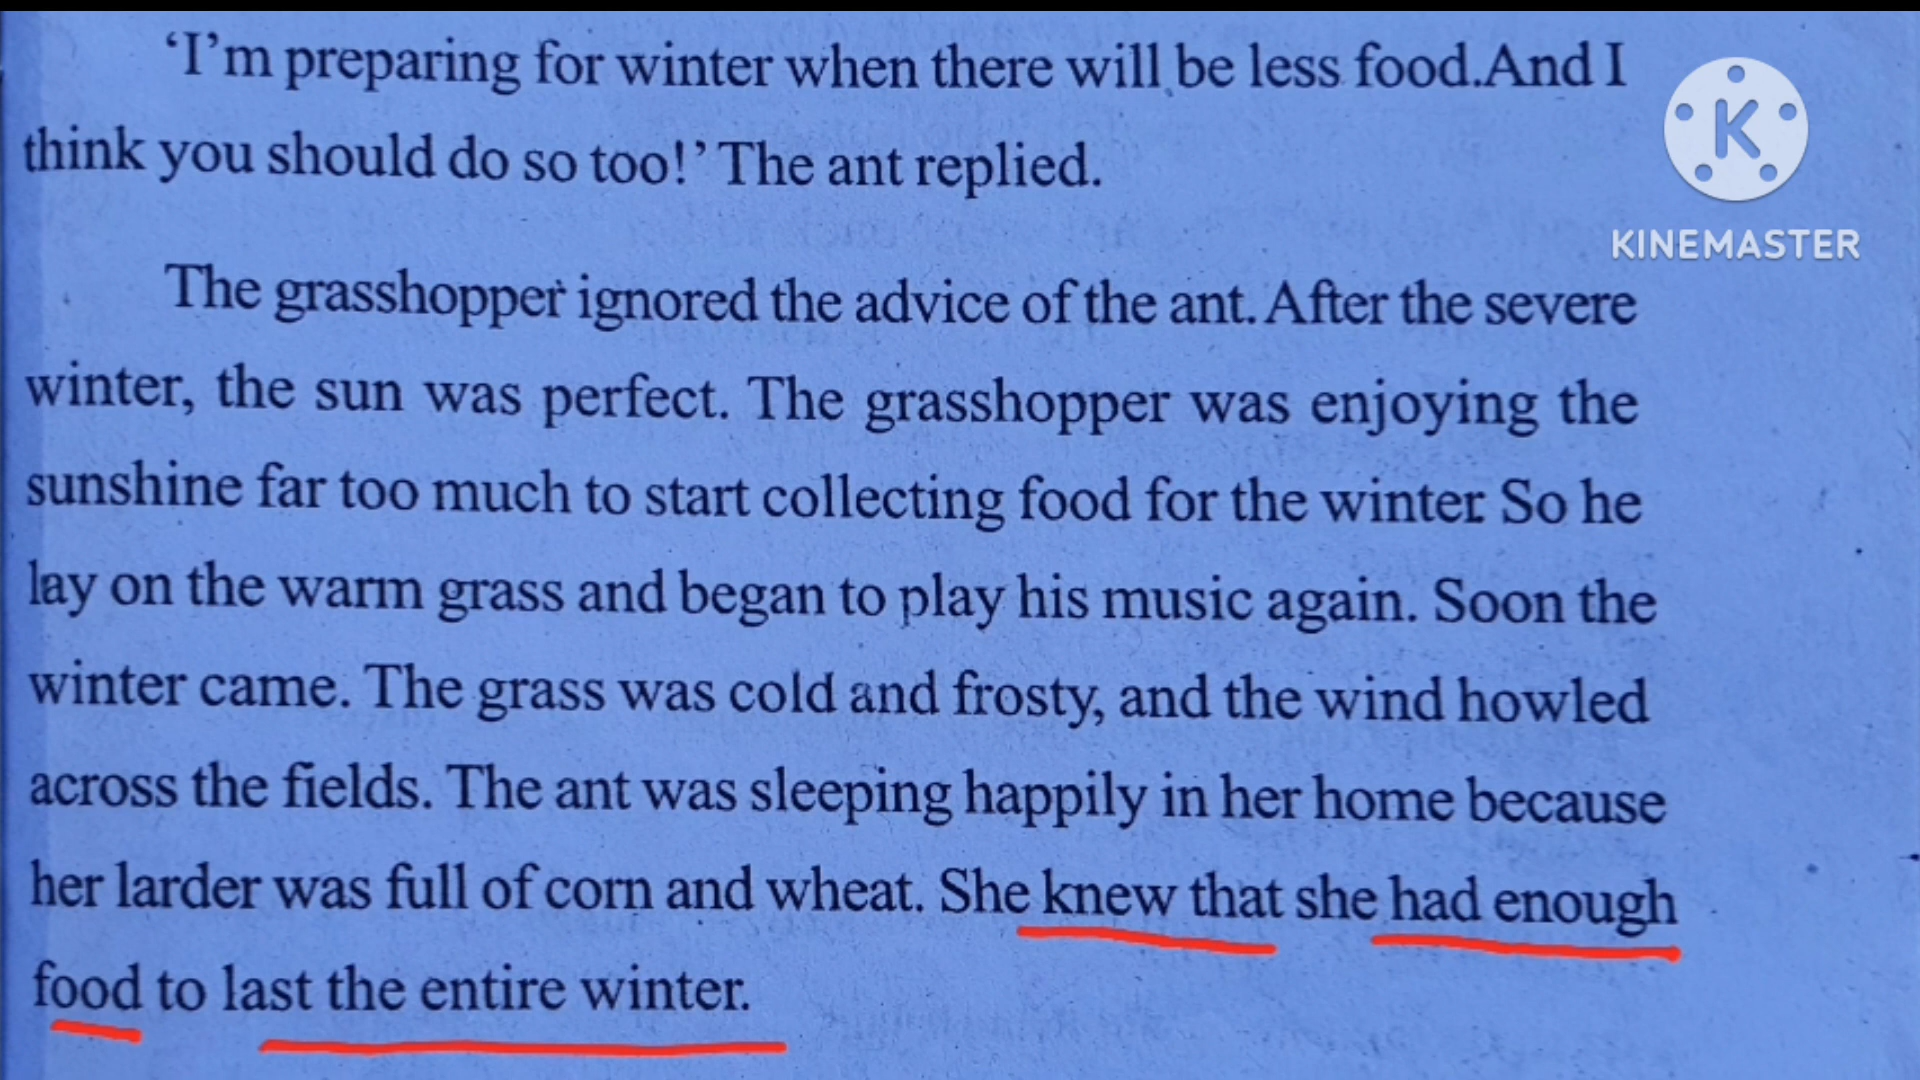 ‘I’m preparing for winter when there will be less food.And I
think you should do so too!’ The ant replied.
KINEMASTER
The grasshopper ignored the advice of the ant. After the severe
winter, the sun was perfect. The grasshopper was enjoying the
sunshine far too much to start collecting food for the winter. So he
lay on the warm grass and began to play his music again. Soon the
winter came. The grass was cold and frosty, and the wind howled
across the fields. The ant was sleeping happily in her home because
her larder was full of corn and wheat. She knew that she had enough
food to last the entire winter.